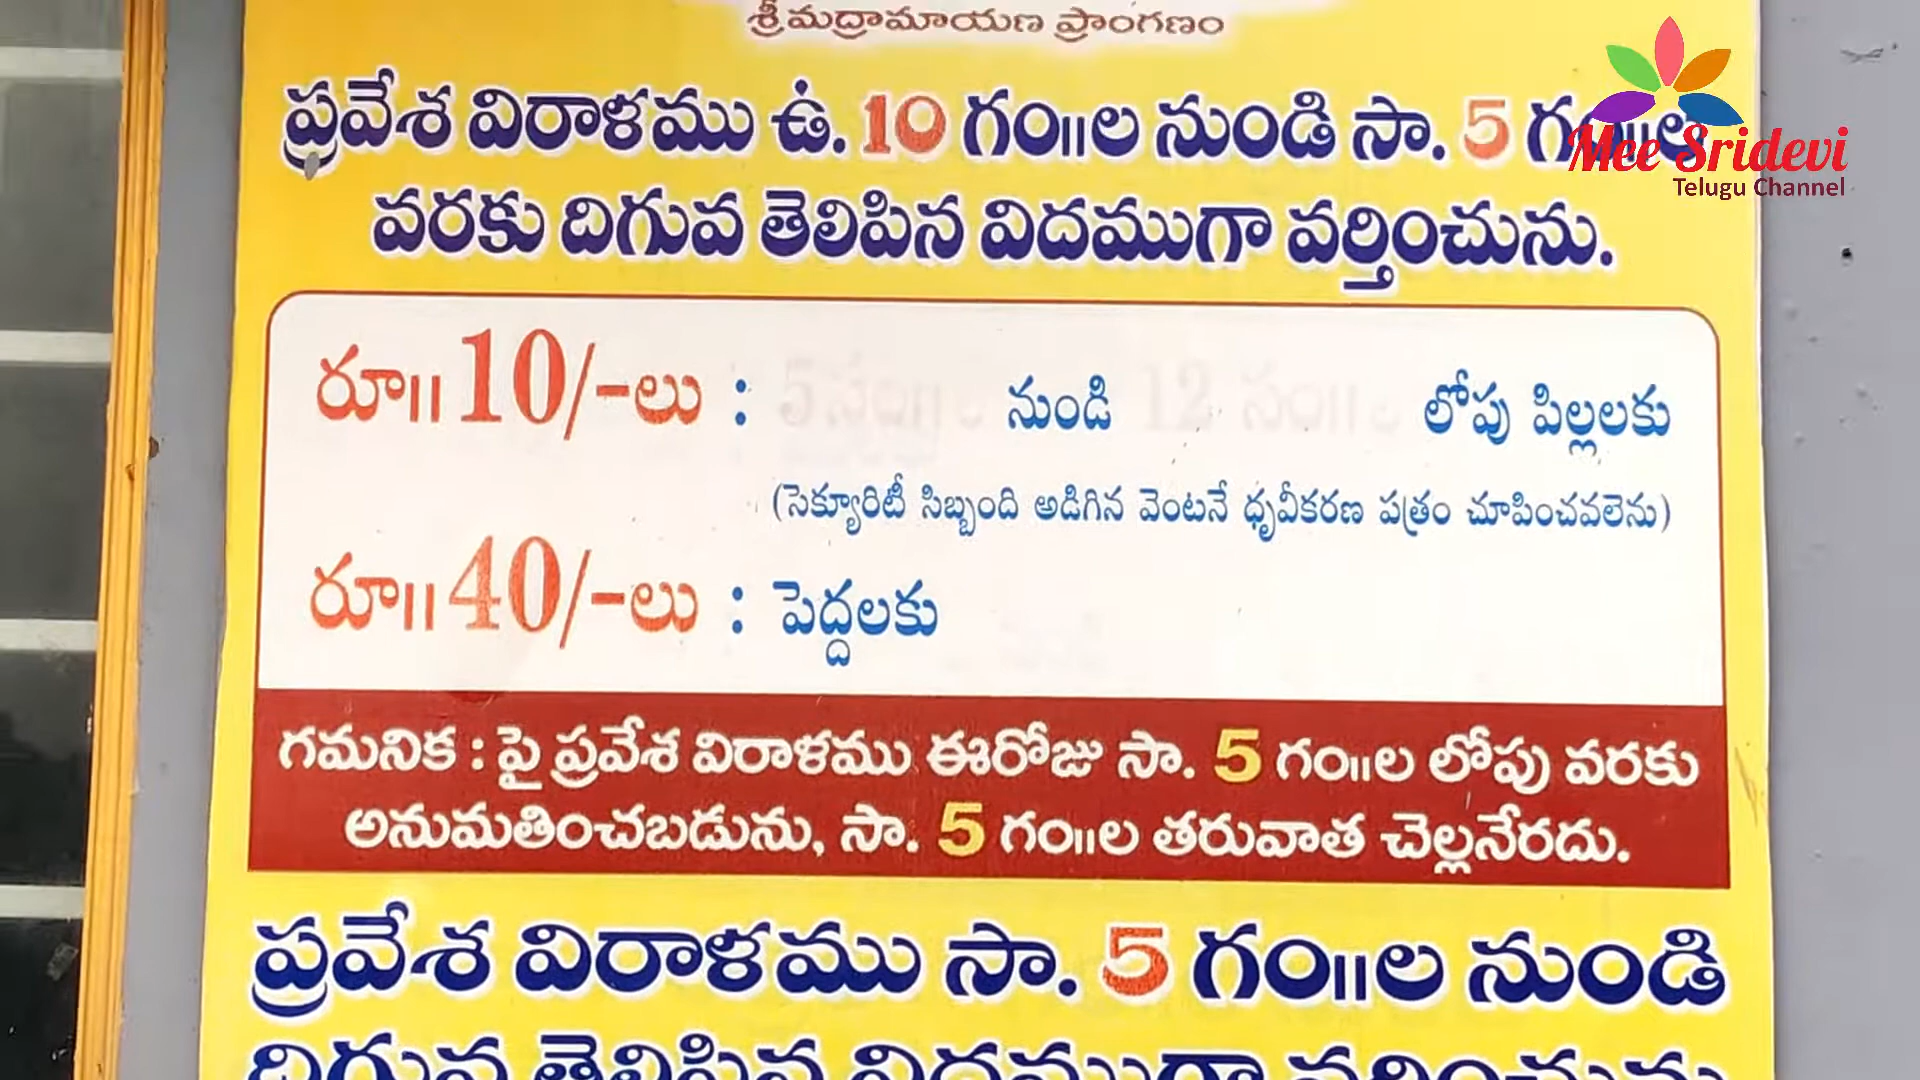 శ్రీమద్రామాయణ ప్రాంగణం
ప్రవేశ విరాళము ఉ. 10 గం॥ల నుండి సా. 5 గం॥ల
వరకు దిగువ తెలిపిన విదముగా వర్తించును.
రూ॥ 10/-లు : 5 సం॥ల నుండి 12 సం॥ల లోపు పిల్లలకు
(సెక్యూరిటీ సిబ్బంది అడిగిన వెంటనే ధృవీకరణ పత్రం చూపించవలెను)
రూ॥ 40/-లు : పెద్దలకు
గమనిక : పై ప్రవేశ విరాళము ఈరోజు సా. 5 గం॥ల లోపు వరకు
అనుమతించబడును, సా. 5 గం॥ల తరువాత చెల్లనేరదు.
ప్రవేశ విరాళము సా. 5 గం॥ల నుండి
దిగువ తెలిపిన విదముగా వర్తించును
Mee Sridevi
Telugu Channel